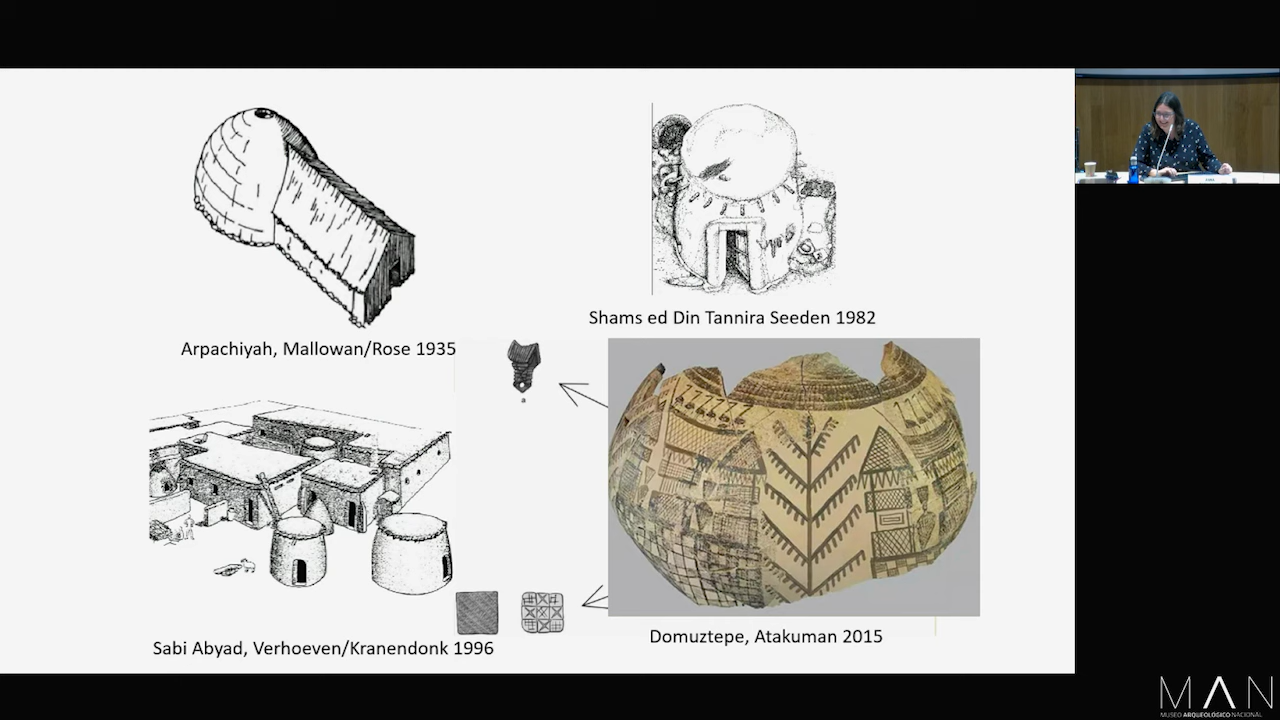 Arpachiyah, Mallowan/Rose 1935
Shams ed Din Tannira Seeden 1982
a
Sabi Abyad, Verhoeven/Kranendonk 1996
Domuztepe, Atakuman 2015
MAN
MUSEO ARQUEOLÓGICO NACIONAL